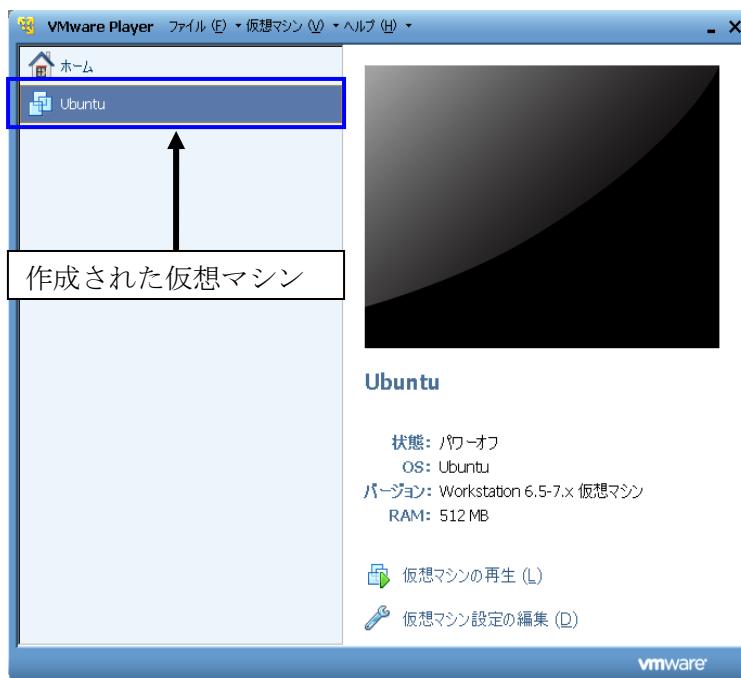 VMware Player ファイル (F) 仮想マシン (V) ヘルプ (H)
ホーム
Ubuntu
作成された仮想マシン
Ubuntu
状態: パワーオフ
OS: Ubuntu
バージョン: Workstation 6.5-7.x 仮想マシン
RAM: 512 MB
仮想マシンの再生 (L)
仮想マシン設定の編集 (D)
vmware